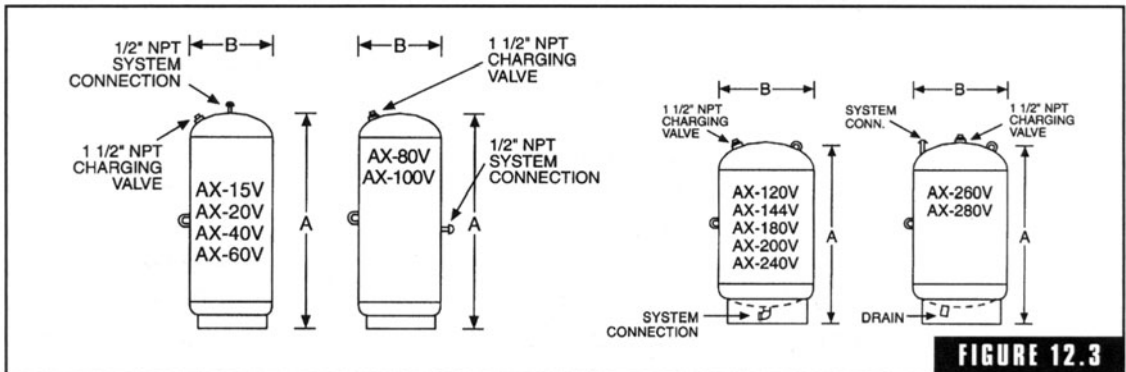 1/2" NPT
SYSTEM
CONNECTION
B
1 1/2" NPT
CHARGING
VALVE
AX-15V
AX-20V
AX-40V
AX-60V
A
B
1 1/2" NPT
CHARGING
VALVE
AX-80V
AX-100V
1/2" NPT
SYSTEM
CONNECTION
A
B
1 1/2" NPT
CHARGING
VALVE
AX-120V
AX-144V
AX-180V
AX-200V
AX-240V
A
SYSTEM
CONNECTION
B
SYSTEM
CONN.
1 1/2" NPT
CHARGING
VALVE
AX-260V
AX-280V
A
DRAIN
FIGURE 12.3